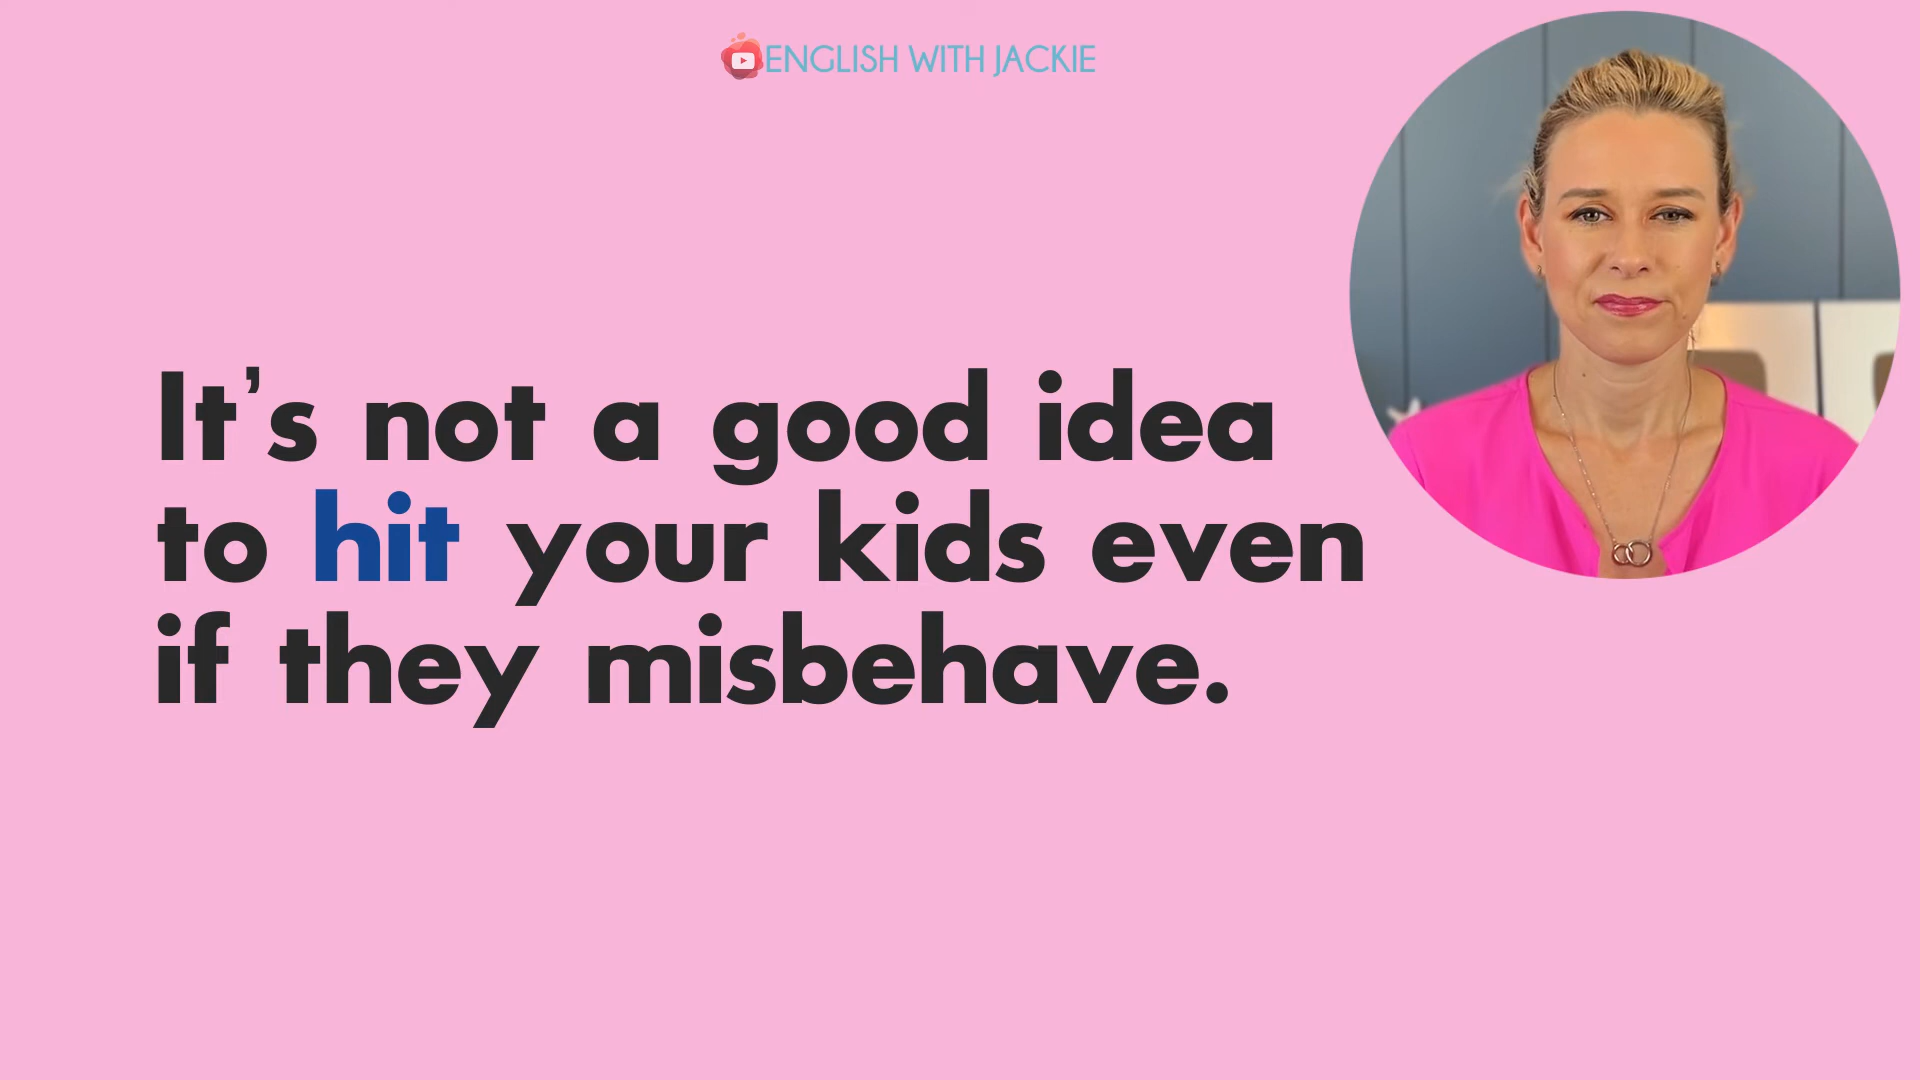 ENGLISH WITH JACKIE
It’s not a good idea
to hit your kids even
if they misbehave.